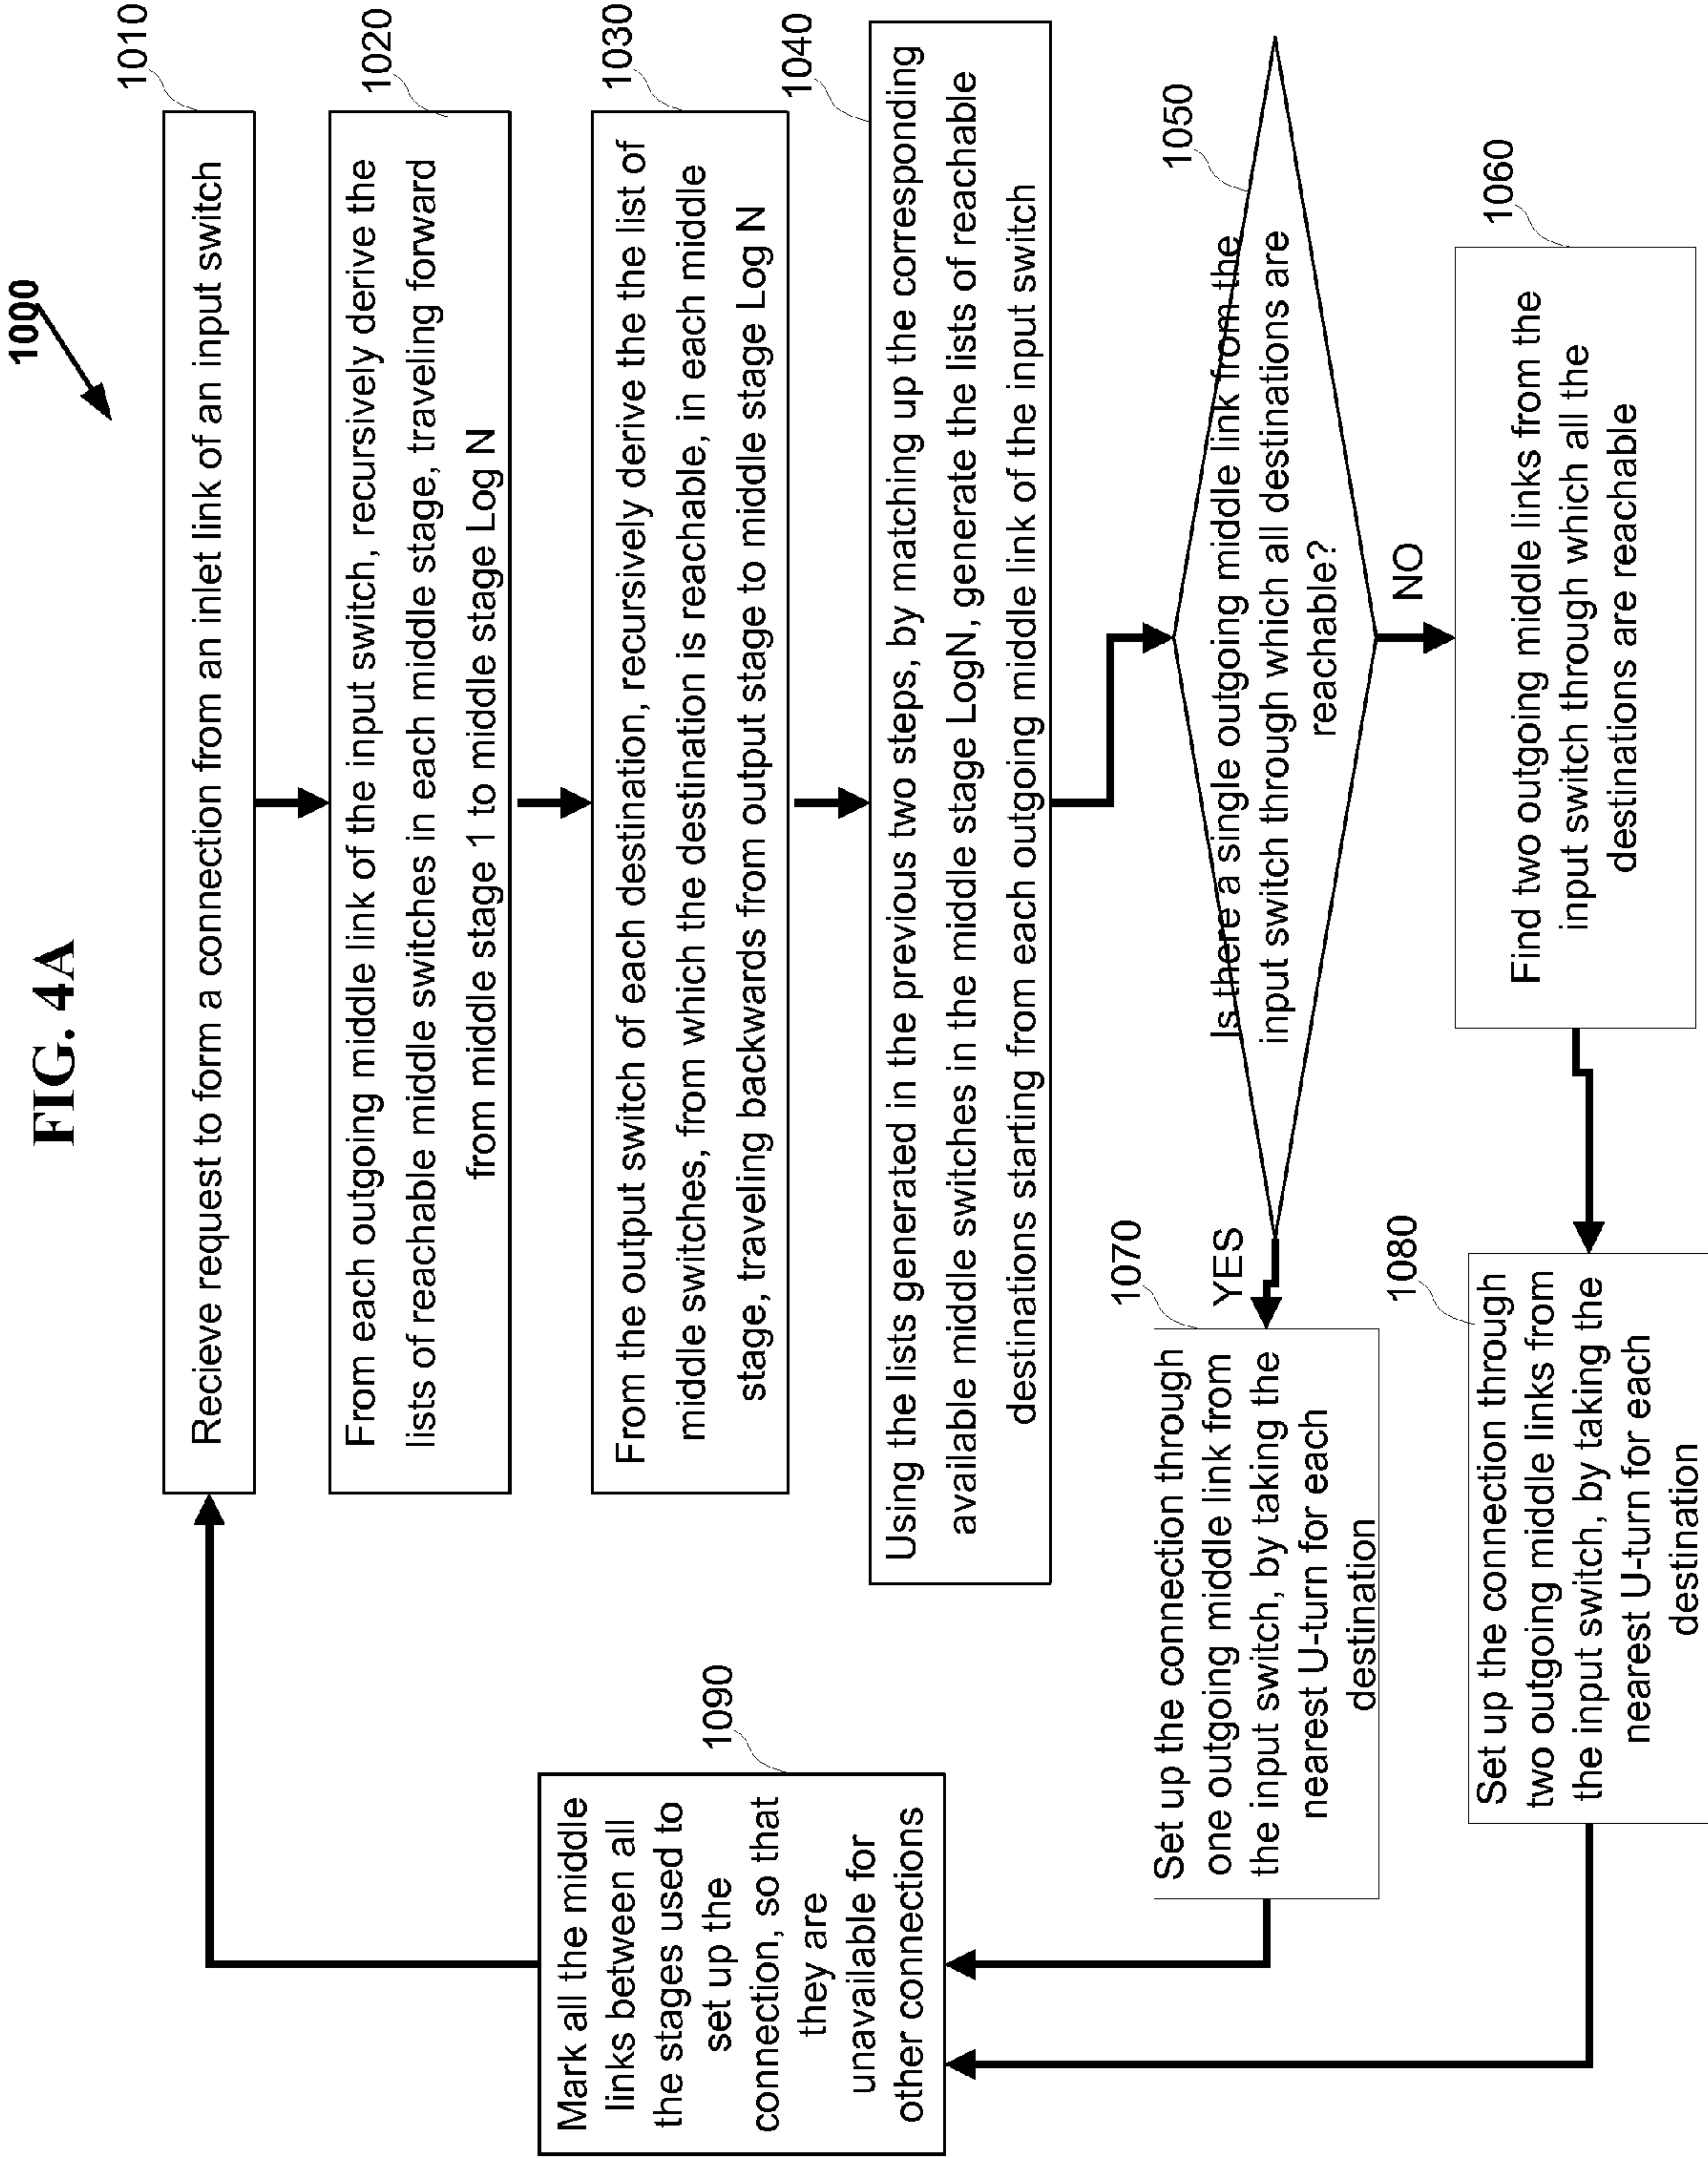 FIG. 4A
1000
1010
Recieve request to form a connection from an inlet link of an input switch
1020
From each outgoing middle link of the input switch, recursively derive the
lists of reachable middle switches in each middle stage, traveling forward
from middle stage 1 to middle stage Log N
1030
From the output switch of each destination, recursively derive the the list of
middle switches, from which the destination is reachable, in each middle
stage, traveling backwards from output stage to middle stage Log N
1040
Using the lists generated in the previous two steps, by matching up the corresponding
available middle switches in the middle stage LogN, generate the lists of reachable
destinations starting from each outgoing middle link of the input switch
1050
Is there a single outgoing middle link from the
input switch through which all destinations are
reachable?
YES
NO
1060
Find two outgoing middle links from the
input switch through which all the
destinations are reachable
1070
Set up the connection through
one outgoing middle link from
the input switch, by taking the
nearest U-turn for each
destination
1080
Set up the connection through
two outgoing middle links from
the input switch, by taking the
nearest U-turn for each
destination
1090
Mark all the middle
links between all
the stages used to
set up the
connection, so that
they are
unavailable for
other connections